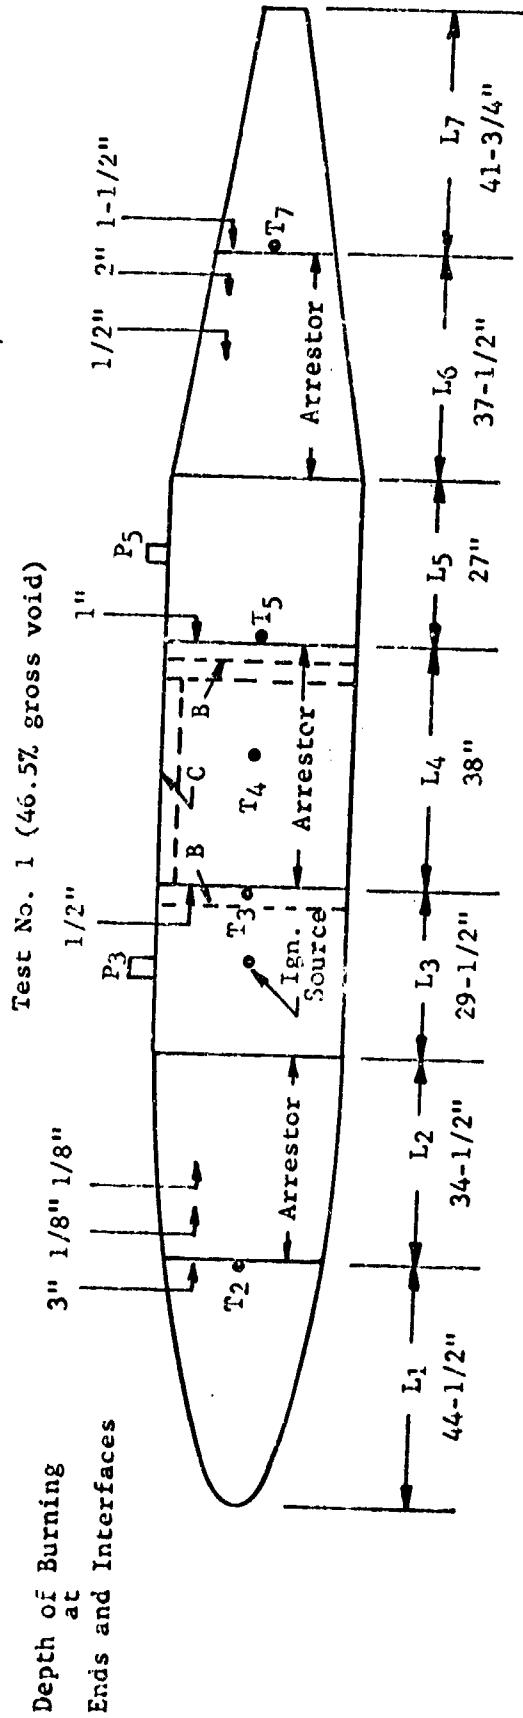 Test No. 1 (46.5% gross void)
Depth of Burning
at
Ends and Interfaces
3" 1/8" 1/8"
1/2"
1"
1/2" 2" 1-1/2"
P3
P5
B
C
B
T2
T3
T4
T5
T7
Ign.
Source
Arrestor
Arrestor
Arrestor
L1
44-1/2"
L2
34-1/2"
L3
29-1/2"
L4
38"
L5
27"
L6
37-1/2"
L7
41-3/4"